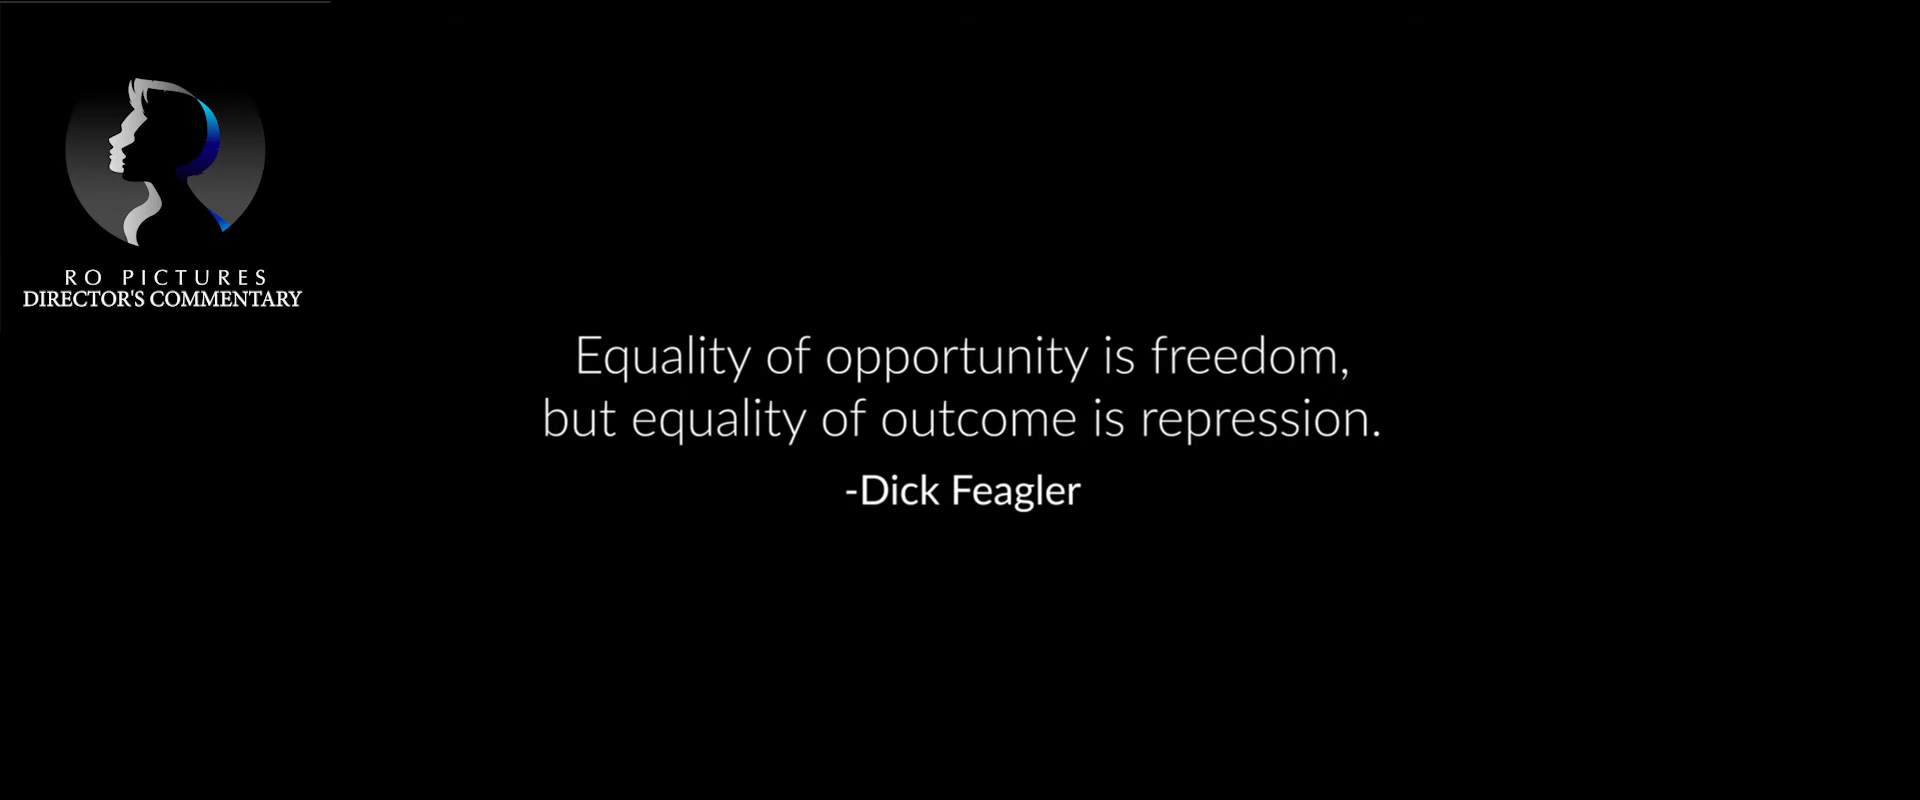 RO PICTURES
DIRECTOR'S COMMENTARY
Equality of opportunity is freedom,
but equality of outcome is repression.
-Dick Feagler